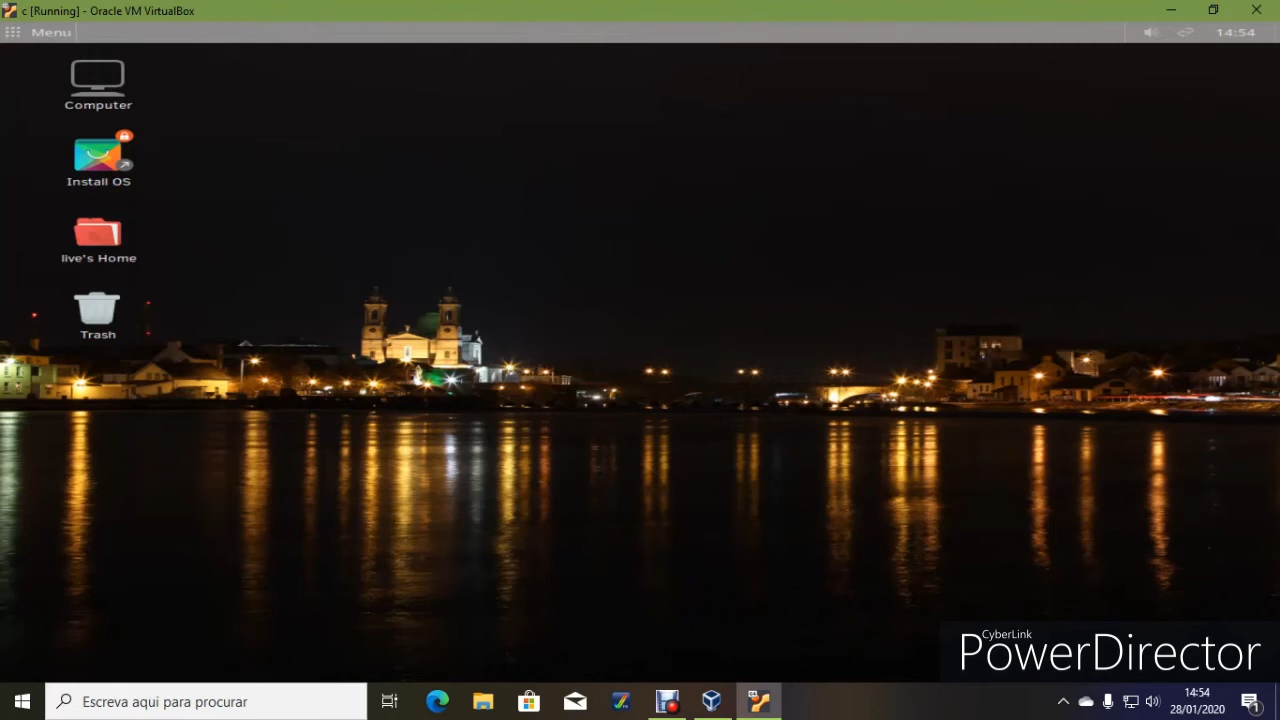 c [Running] - Oracle VM VirtualBox
Menu
14:54
Computer
Install OS
live's Home
Trash
CyberLink
PowerDirector
Escreva aqui para procurar
14:54
28/01/2020
1